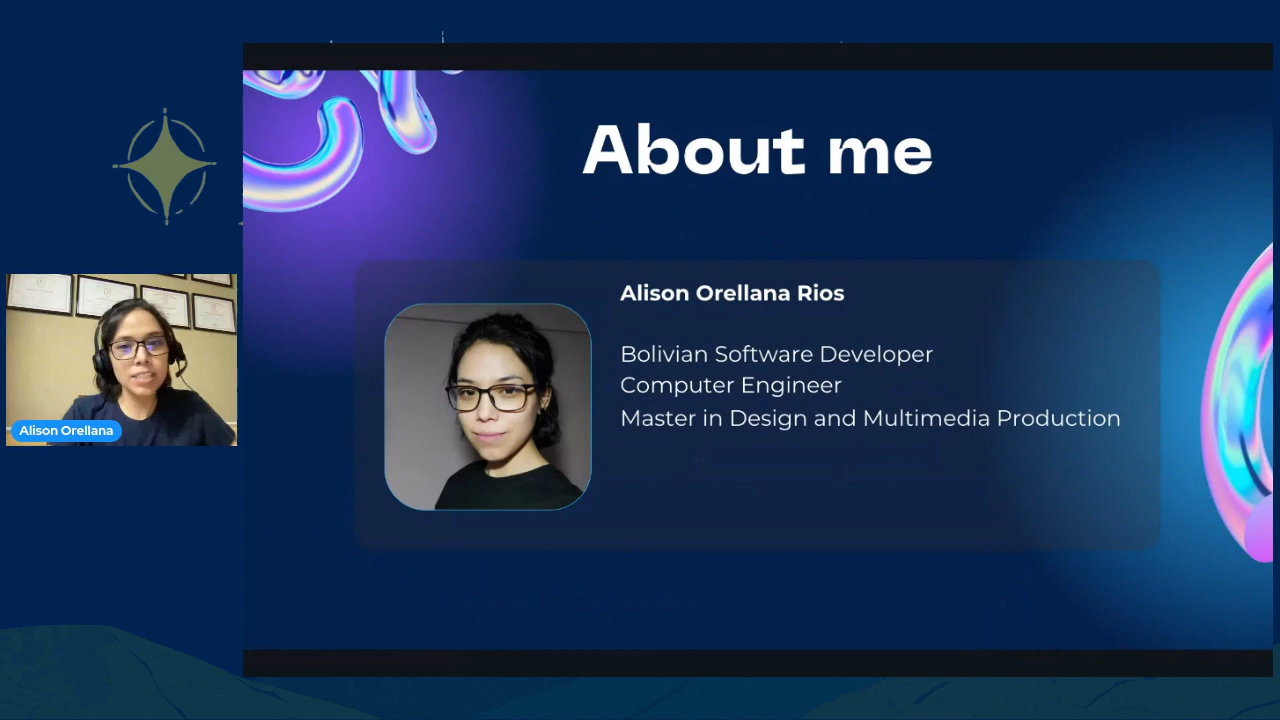 About me
Alison Orellana Rios
Bolivian Software Developer
Computer Engineer
Master in Design and Multimedia Production
Alison Orellana